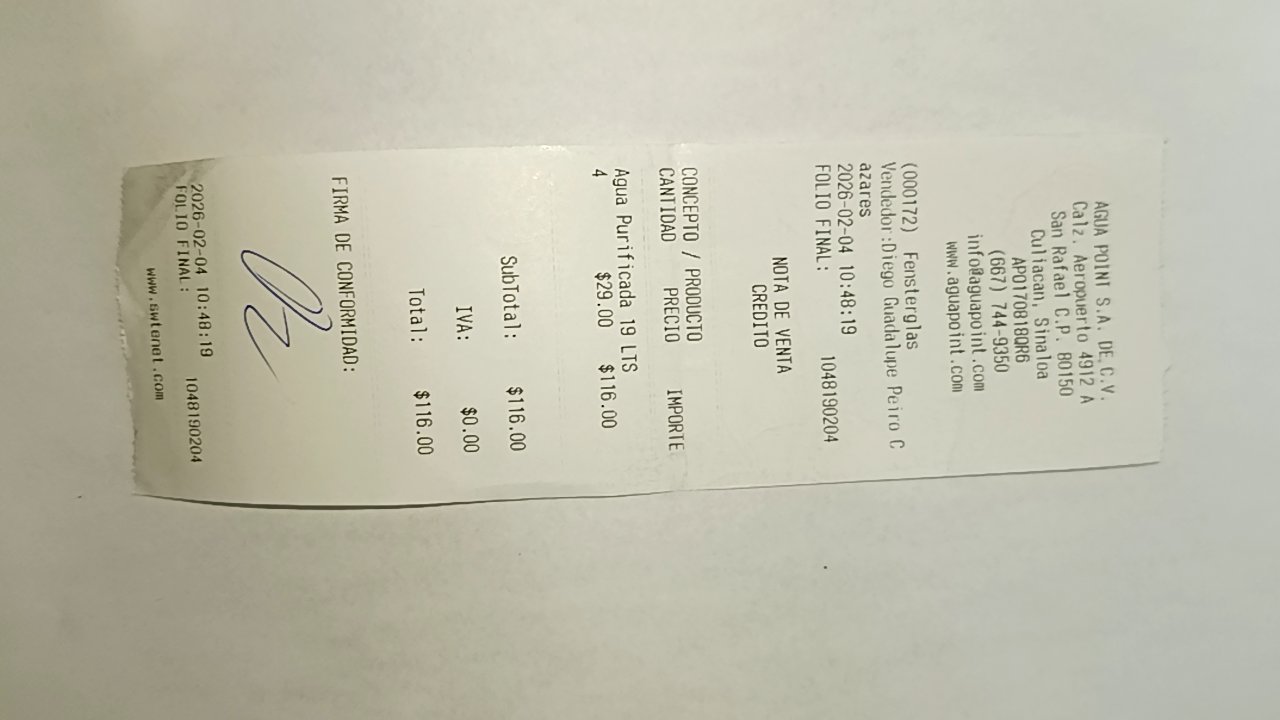 AGUA POINT S.A. DE.C.V.
Calz. Aeropuerto 4912 A
San Rafael C.P. 80150
Culiacan, Sinaloa
APO170818QR6
(667) 744-9350
info@aguapoint.com
www.aguapoint.com
(000172) Fensterglas
Vendedor:Diego Guadalupe Peiro C
azares
2026-02-04 10:48:19
FOLIO FINAL: 1048190204
NOTA DE VENTA
CREDITO
CONCEPTO / PRODUCTO
CANTIDAD PRECIO IMPORTE
Agua Purificada 19 LTS
4 $29.00 $116.00
SubTotal: $116.00
IVA: $0.00
Total: $116.00
FIRMA DE CONFORMIDAD:
2026-02-04 10:48:19
FOLIO FINAL: 1048190204
www.ewtenet.com